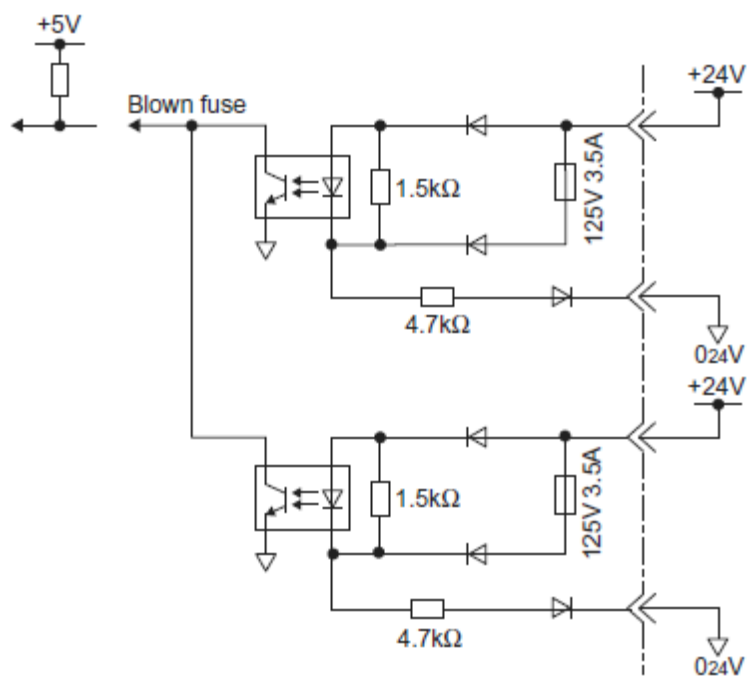 +5V
Blown fuse
+24V
1.5kΩ
125V 3.5A
4.7kΩ
024V
+24V
1.5kΩ
125V 3.5A
4.7kΩ
024V